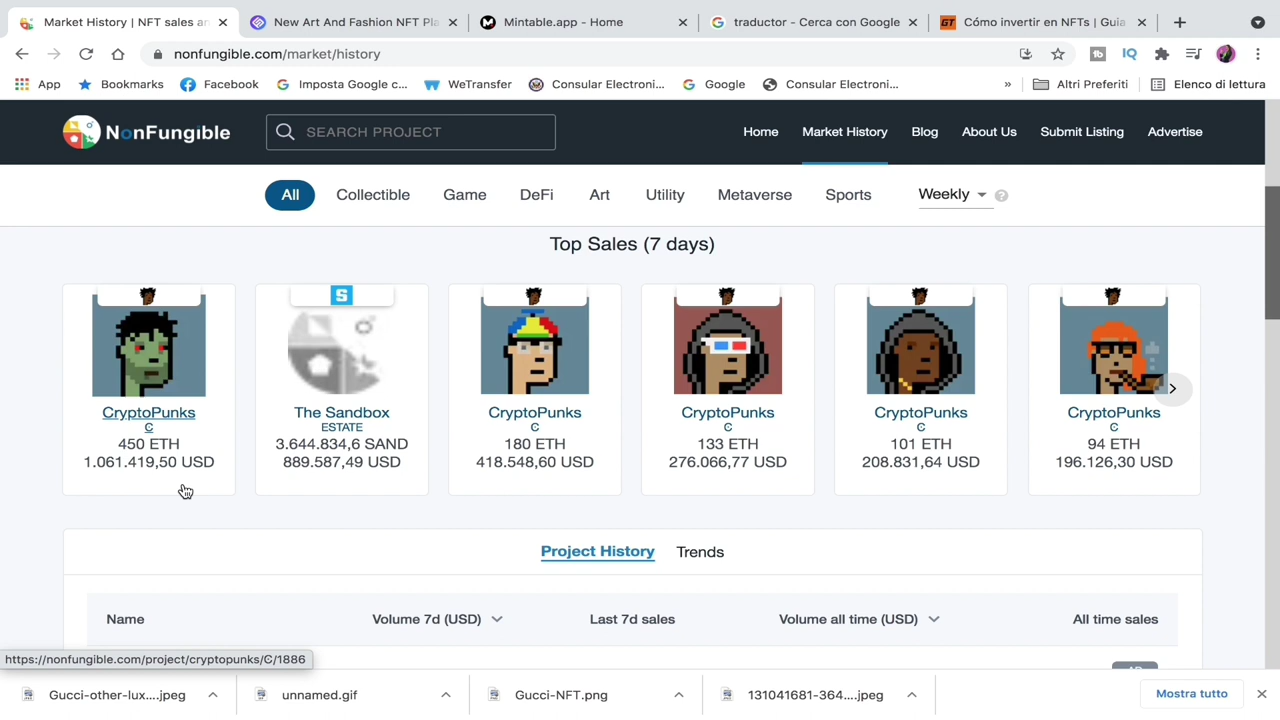 Market History | NFT sales an
New Art And Fashion NFT Pla
Mintable.app - Home
traductor - Cerca con Google
Cómo invertir en NFTs | Guia
nonfungible.com/market/history
App
Bookmarks
Facebook
Imposta Google c...
WeTransfer
Consular Electroni...
Google
Consular Electroni...
»
Altri Preferiti
Elenco di lettura
NonFungible
SEARCH PROJECT
Home
Market History
Blog
About Us
Submit Listing
Advertise
All
Collectible
Game
DeFi
Art
Utility
Metaverse
Sports
Weekly
?
Top Sales (7 days)
CryptoPunks
C
450 ETH
1.061.419,50 USD
S
The Sandbox
ESTATE
3.644.834,6 SAND
889.587,49 USD
CryptoPunks
C
180 ETH
418.548,60 USD
CryptoPunks
C
133 ETH
276.066,77 USD
CryptoPunks
C
101 ETH
208.831,64 USD
CryptoPunks
C
94 ETH
196.126,30 USD
Project History
Trends
Name
Volume 7d (USD)
Last 7d sales
Volume all time (USD)
All time sales
https://nonfungible.com/project/cryptopunks/C/1886
Gucci-other-lux....jpeg
unnamed.gif
Gucci-NFT.png
131041681-364....jpeg
Mostra tutto